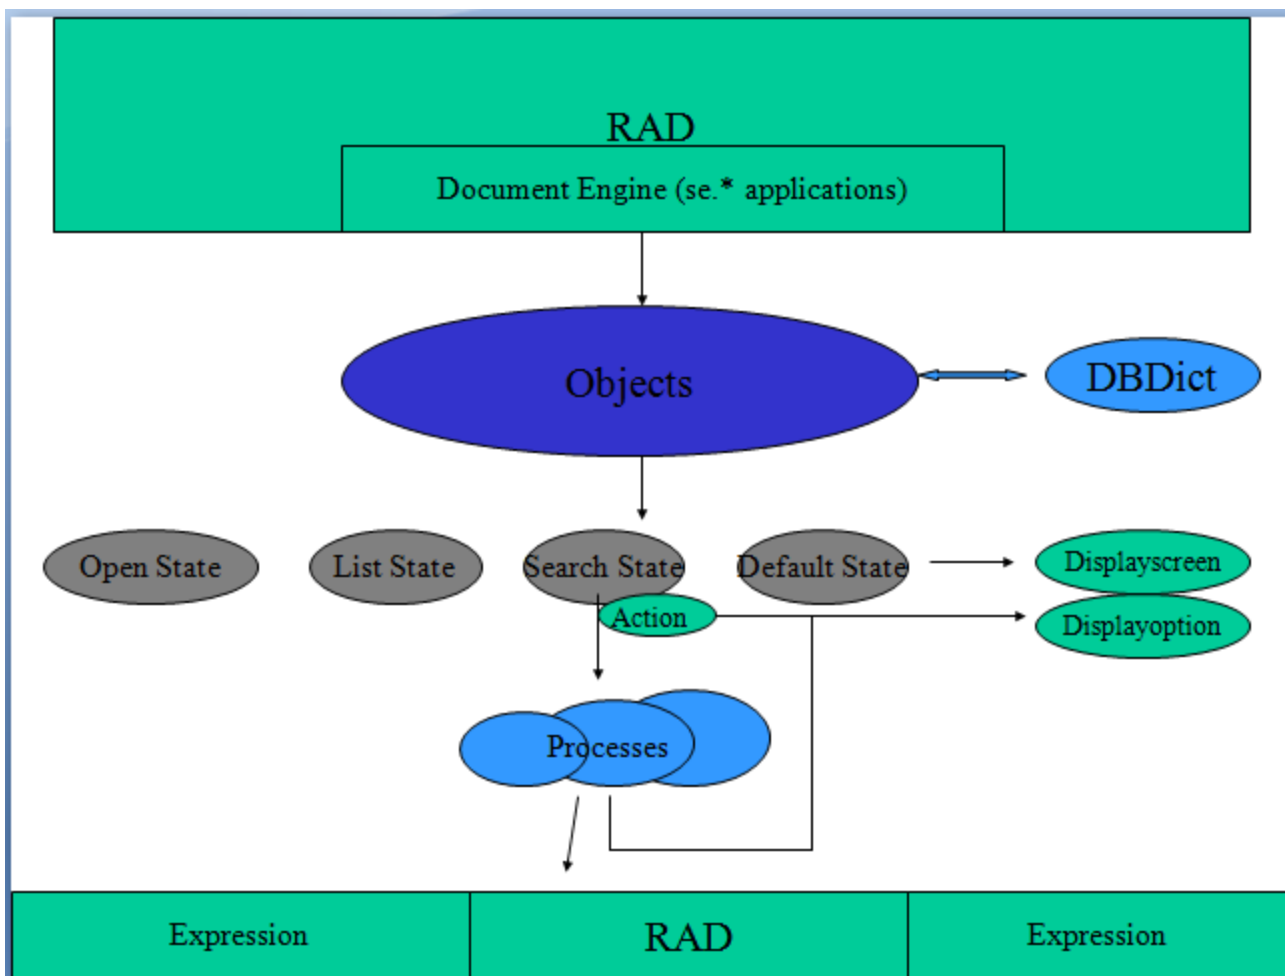 RAD
Document Engine (se.* applications)
Objects
DBDict
Open State
List State
Search State
Default State
Displayscreen
Action
Displayoption
Processes
Expression
RAD
Expression